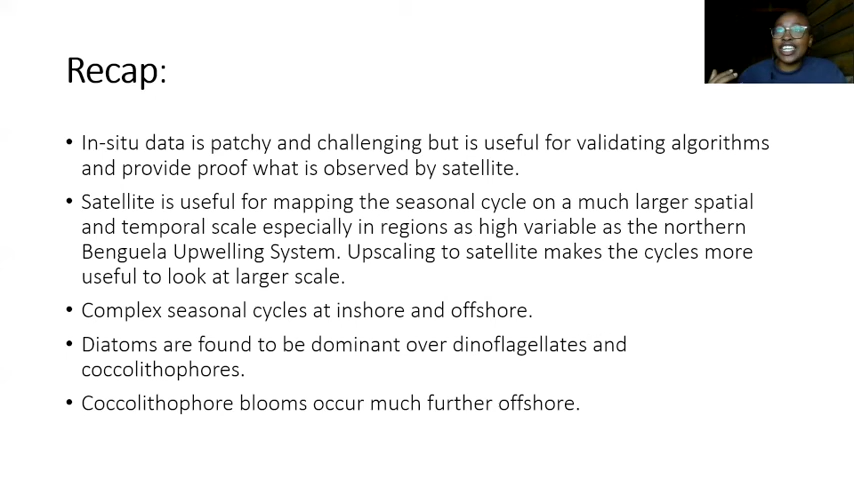 Recap:
• In-situ data is patchy and challenging but is useful for validating algorithms
and provide proof what is observed by satellite.
• Satellite is useful for mapping the seasonal cycle on a much larger spatial
and temporal scale especially in regions as high variable as the northern
Benguela Upwelling System. Upscaling to satellite makes the cycles more
useful to look at larger scale.
• Complex seasonal cycles at inshore and offshore.
• Diatoms are found to be dominant over dinoflagellates and
coccolithophores.
• Coccolithophore blooms occur much further offshore.